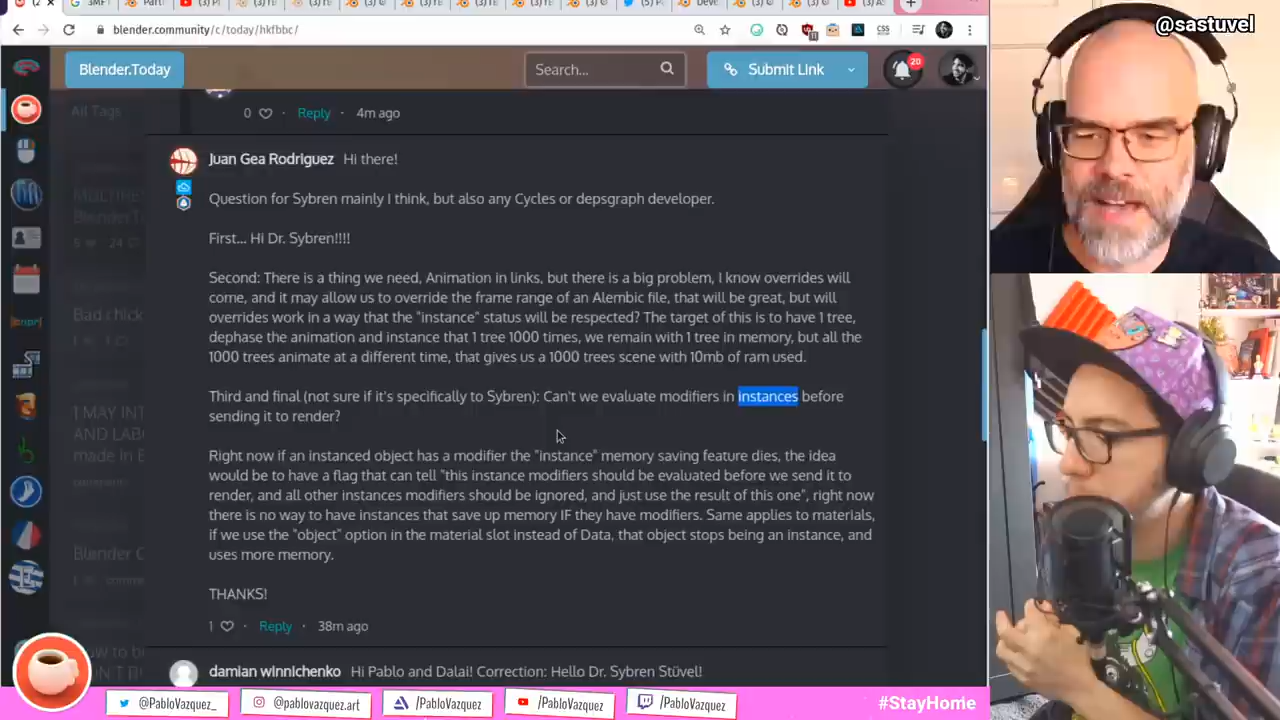 @sastuvel
blender.community/c/today/hkfbbc/
CSS
Blender.Today
Search...
Submit Link
20
All Tags
0
Reply
4m ago
Juan Gea Rodriguez Hi there!
Question for Sybren mainly I think, but also any Cycles or depsgraph developer.
First... Hi Dr. Sybren!!!!
Second: There is a thing we need, Animation in links, but there is a big problem, I know overrides will
come, and it may allow us to override the frame range of an Alembic file, that will be great, but will
overrides work in a way that the "instance" status will be respected? The target of this is to have 1 tree,
dephase the animation and instance that 1 tree 1000 times, we remain with 1 tree in memory, but all the
1000 trees animate at a different time, that gives us a 1000 trees scene with 10mb of ram used.
Third and final (not sure if it's specifically to Sybren): Can't we evaluate modifiers in instances before
sending it to render?
Right now if an instanced object has a modifier the "instance" memory saving feature dies, the idea
would be to have a flag that can tell "this instance modifiers should be evaluated before we send it to
render, and all other instances modifiers should be ignored, and just use the result of this one", right now
there is no way to have instances that save up memory IF they have modifiers. Same applies to materials,
if we use the "object" option in the material slot instead of Data, that object stops being an instance, and
uses more memory.
THANKS!
1
Reply
38m ago
damian winnichenko Hi Pablo and Dalai! Correction: Hello Dr. Sybren Stüvel!
@PabloVazquez_
@pablovazquez.art
/PabloVazquez
/PabloVazquez
/PabloVazquez
#StayHome